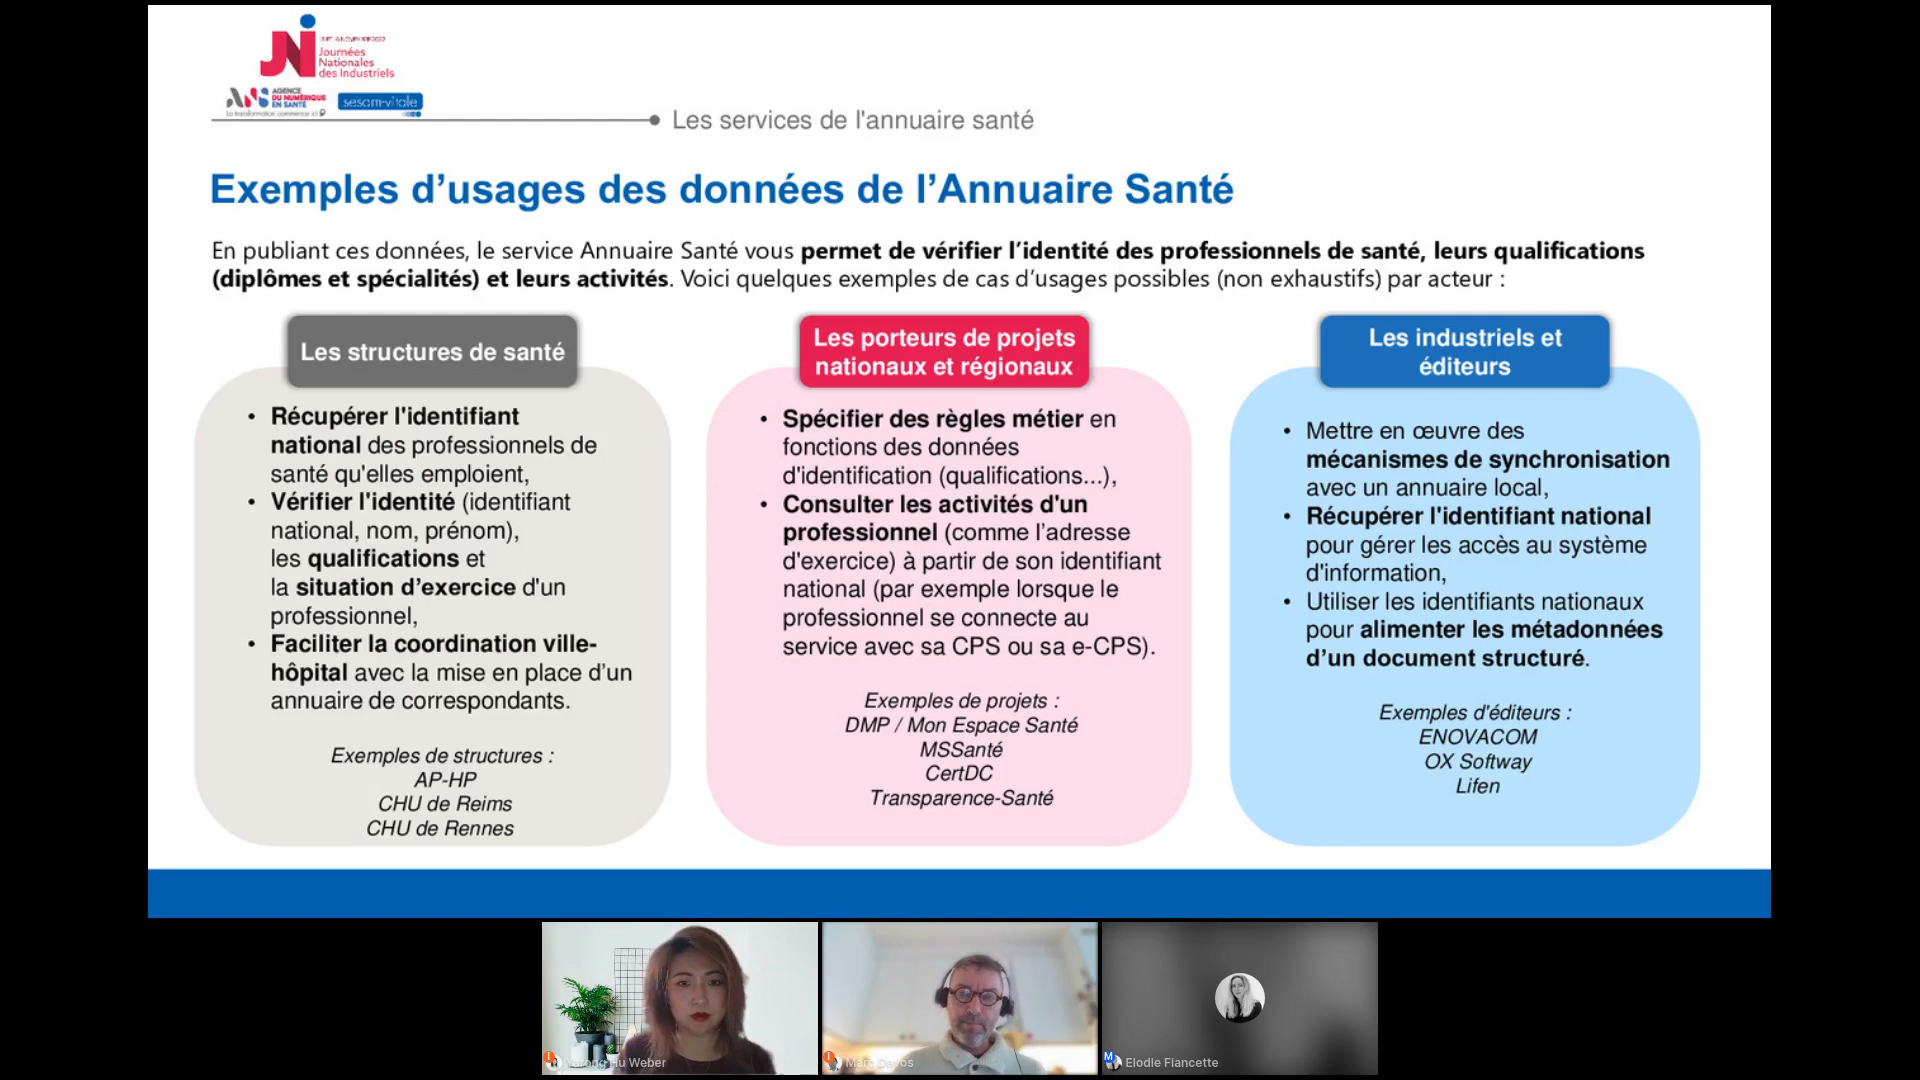 Journées
Nationales
des Industriels
AGENCE
DU NUMÉRIQUE
EN SANTÉ
La transformation commence ici
sesam-vitale
Les services de l'annuaire santé
Exemples d’usages des données de l’Annuaire Santé
En publiant ces données, le service Annuaire Santé vous permet de vérifier l’identité des professionnels de santé, leurs qualifications
(diplômes et spécialités) et leurs activités. Voici quelques exemples de cas d’usages possibles (non exhaustifs) par acteur :
Les structures de santé
• Récupérer l'identifiant
national des professionnels de
santé qu'elles emploient,
• Vérifier l'identité (identifiant
national, nom, prénom),
les qualifications et
la situation d’exercice d'un
professionnel,
• Faciliter la coordination ville-
hôpital avec la mise en place d’un
annuaire de correspondants.
Exemples de structures :
AP-HP
CHU de Reims
CHU de Rennes
Les porteurs de projets
nationaux et régionaux
• Spécifier des règles métier en
fonctions des données
d'identification (qualifications...),
• Consulter les activités d'un
professionnel (comme l’adresse
d'exercice) à partir de son identifiant
national (par exemple lorsque le
professionnel se connecte au
service avec sa CPS ou sa e-CPS).
Exemples de projets :
DMP / Mon Espace Santé
MSSanté
CertDC
Transparence-Santé
Les industriels et
éditeurs
• Mettre en œuvre des
mécanismes de synchronisation
avec un annuaire local,
• Récupérer l'identifiant national
pour gérer les accès au système
d'information,
• Utiliser les identifiants nationaux
pour alimenter les métadonnées
d’un document structuré.
Exemples d'éditeurs :
ENOVACOM
OX Softway
Lifen
Weber
Elodie Fiancette